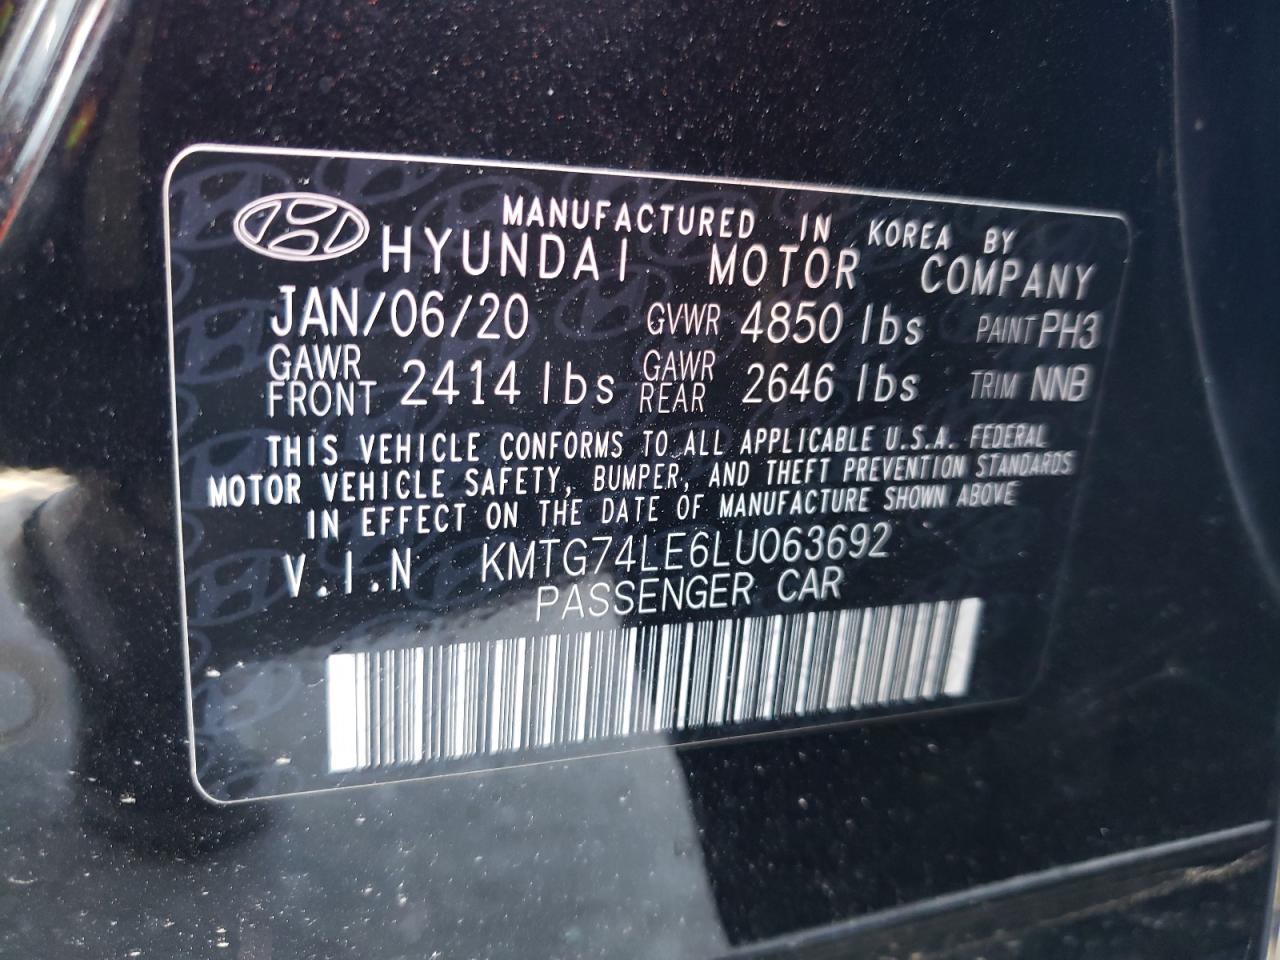 MANUFACTURED IN KOREA BY
HYUNDAI MOTOR COMPANY
JAN/06/20 GVWR 4850 lbs PAINT PH3
GAWR FRONT 2414 lbs GAWR REAR 2646 lbs TRIM NNB
THIS VEHICLE CONFORMS TO ALL APPLICABLE U.S.A. FEDERAL
MOTOR VEHICLE SAFETY, BUMPER, AND THEFT PREVENTION STANDARDS
IN EFFECT ON THE DATE OF MANUFACTURE SHOWN ABOVE
V.I.N KMTG74LE6LU063692
PASSENGER CAR